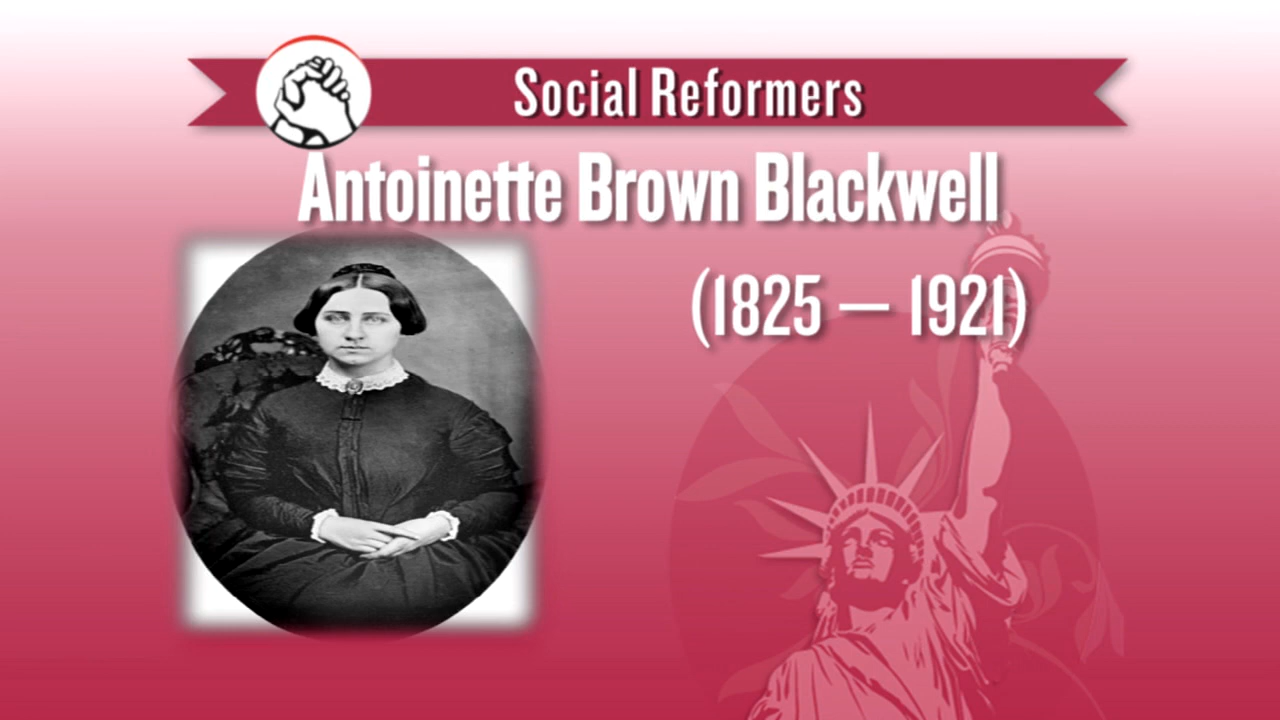 Social Reformers
Antoinette Brown Blackwell
(1825 – 1921)